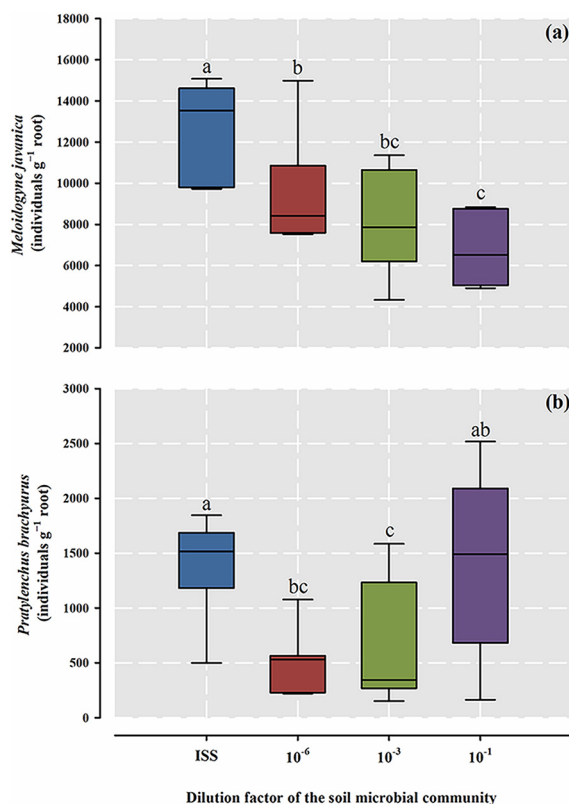 (a)
18000
16000
14000
12000
10000
8000
6000
4000
2000
Meloidogyne javanica
(individuals g⁻¹ root)
a
b
bc
c
(b)
3000
2500
2000
1500
1000
500
0
Pratylenchus brachyurus
(individuals g⁻¹ root)
a
bc
c
ab
ISS 10⁻⁶ 10⁻³ 10⁻¹
Dilution factor of the soil microbial community